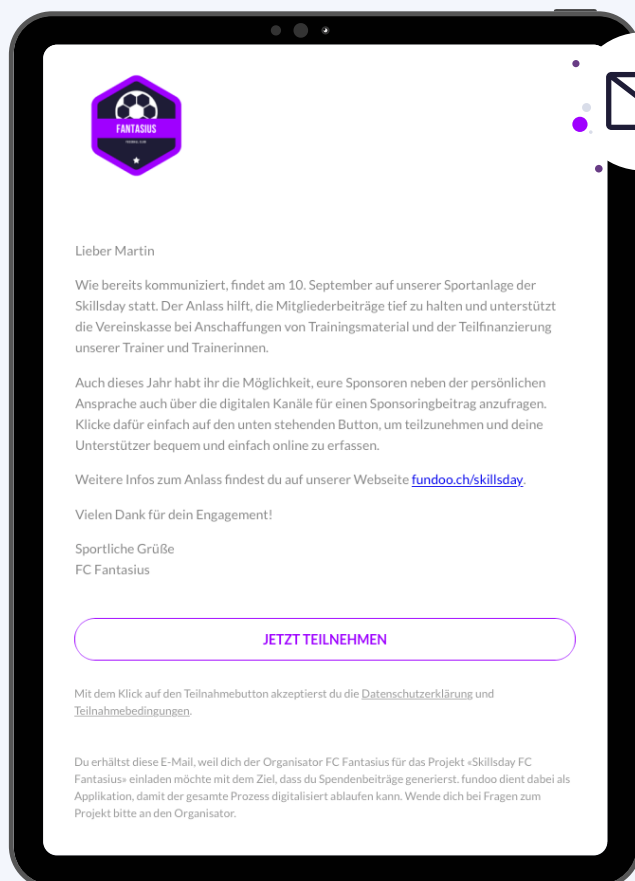 FANTASIUS
Lieber Martin
Wie bereits kommuniziert, findet am 10. September auf unserer Sportanlage der
Skillsday statt. Der Anlass hilft, die Mitgliederbeiträge tief zu halten und unterstützt
die Vereinskasse bei Anschaffungen von Trainingsmaterial und der Teilfinanzierung
unserer Trainer und Trainerinnen.
Auch dieses Jahr habt ihr die Möglichkeit, eure Sponsoren neben der persönlichen
Ansprache auch über die digitalen Kanäle für einen Sponsoringbeitrag anzufragen.
Klicke dafür einfach auf den unten stehenden Button, um teilzunehmen und deine
Unterstützer bequem und einfach online zu erfassen.
Weitere Infos zum Anlass findest du auf unserer Webseite fundoo.ch/skillsday.
Vielen Dank für dein Engagement!
Sportliche Grüße
FC Fantasius
JETZT TEILNEHMEN
Mit dem Klick auf den Teilnahmebutton akzeptierst du die Datenschutzerklärung und
Teilnahmebedingungen.
Du erhältst diese E-Mail, weil dich der Organisator FC Fantasius für das Projekt «Skillsday FC
Fantasius» einladen möchte mit dem Ziel, dass du Spendenbeiträge generierst. fundoo dient dabei als
Applikation, damit der gesamte Prozess digitalisiert ablaufen kann. Wende dich bei Fragen zum
Projekt bitte an den Organisator.